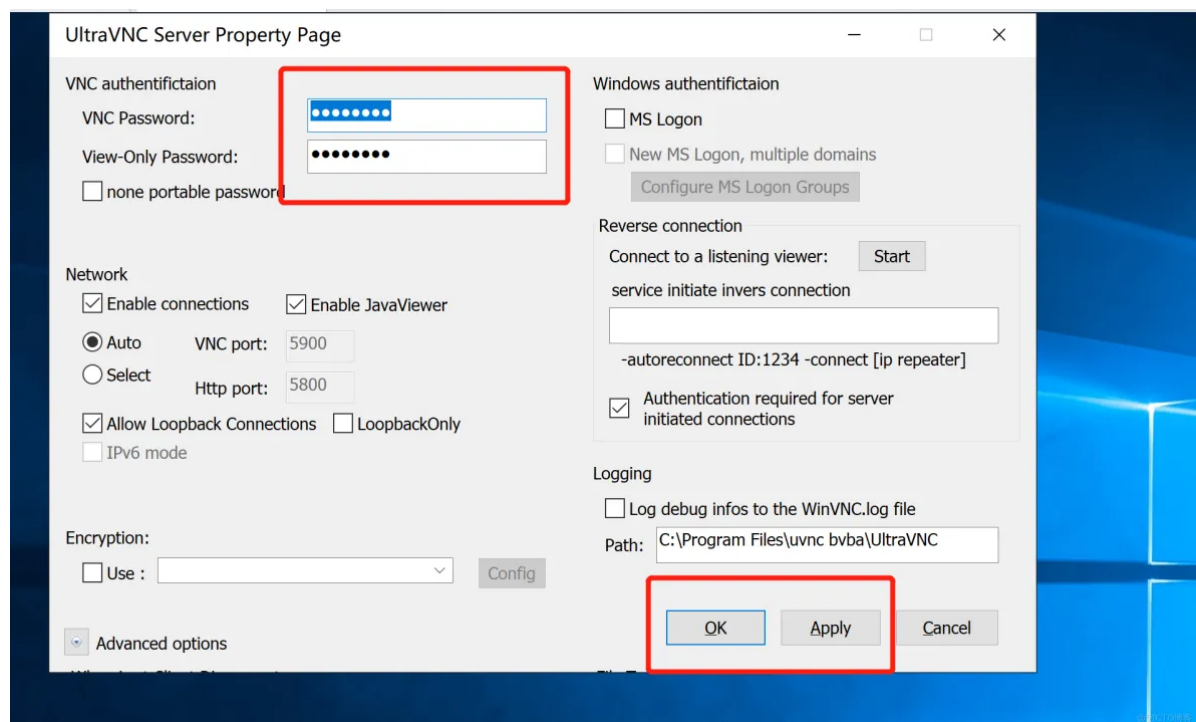 UltraVNC Server Property Page
VNC authentifictaion
VNC Password:
View-Only Password:
none portable password
Network
Enable connections
Enable JavaViewer
Auto
VNC port:
5900
Select
Http port:
5800
Allow Loopback Connections
LoopbackOnly
IPv6 mode
Encryption:
Use :
Config
Advanced options
Windows authentifictaion
MS Logon
New MS Logon, multiple domains
Configure MS Logon Groups
Reverse connection
Connect to a listening viewer:
Start
service initiate invers connection
-autoreconnect ID:1234 -connect [ip repeater]
Authentication required for server
initiated connections
Logging
Log debug infos to the WinVNC.log file
Path:
C:\Program Files\uvnc bvba\UltraVNC
OK
Apply
Cancel